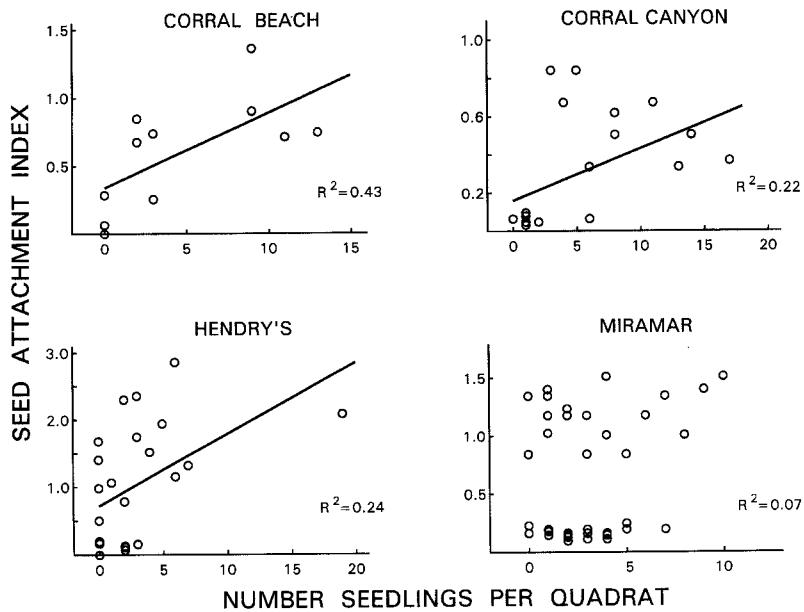 CORRAL BEACH
1.5
1.0
0.5
0 5 10 15
R²=0.43
CORRAL CANYON
1.0
0.6
0.2
0 5 10 15 20
R²=0.22
HENDRY'S
3.0
2.0
1.0
0 5 10 15 20
R²=0.24
MIRAMAR
1.5
1.0
0.5
0 5 10
R²=0.07
SEED ATTACHMENT INDEX
NUMBER SEEDLINGS PER QUADRAT